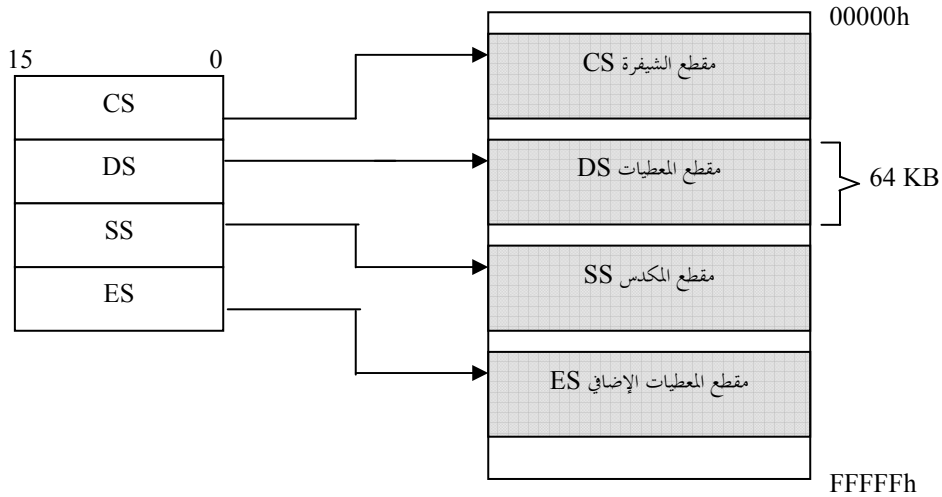 00000h
15 0
CS
DS
SS
ES
مقطع الشيفرة CS
مقطع المعطيات DS
64 KB
مقطع المكدس SS
مقطع المعطيات الإضافي ES
FFFFFh